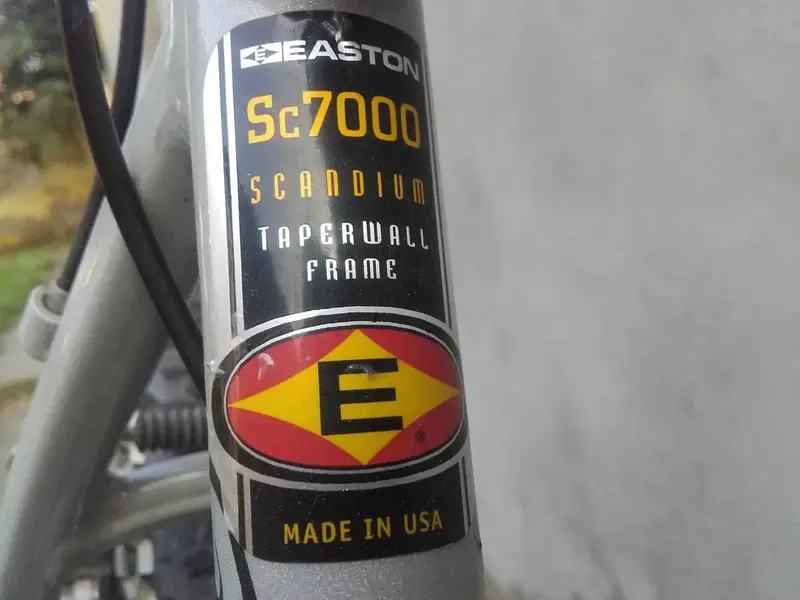 EASTON
Sc7000
SCANDIUM
TAPERWALL
FRAME
E
®
MADE IN USA